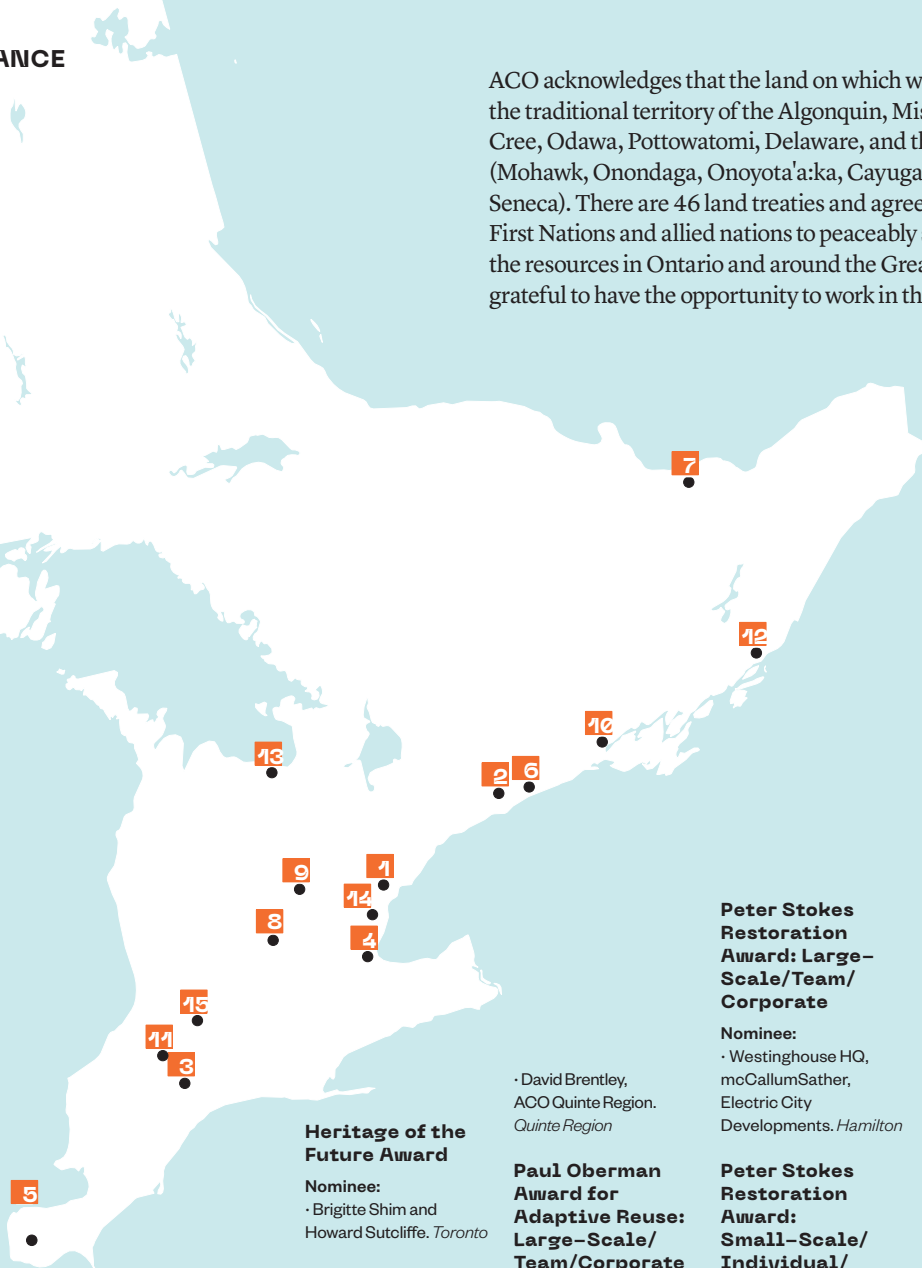 ACO acknowledges that the land on which
the traditional territory of the Algonquin,
Cree, Odawa, Pottowatomi, Delaware, and
(Mohawk, Onondaga, Onoyota'a:ka, Cayuga
Seneca). There are 46 land treaties and
First Nations and allied nations to peaceably
the resources in Ontario and around the
grateful to have the opportunity to work in
7
12
10
13
2
6
9
1
14
8
4
15
11
3
5
Heritage of the
Future Award
Nominee:
· Brigitte Shim and
Howard Sutcliffe. Toronto
· David Brentley,
ACO Quinte Region.
Quinte Region
Paul Oberman
Award for
Adaptive Reuse:
Large-Scale/
Team/Corporate
Peter Stokes
Restoration
Award: Large-
Scale/Team/
Corporate
Nominee:
· Westinghouse HQ,
mcCallumSather,
Electric City
Developments. Hamilton
Peter Stokes
Restoration
Award:
Small-Scale/
Individual/